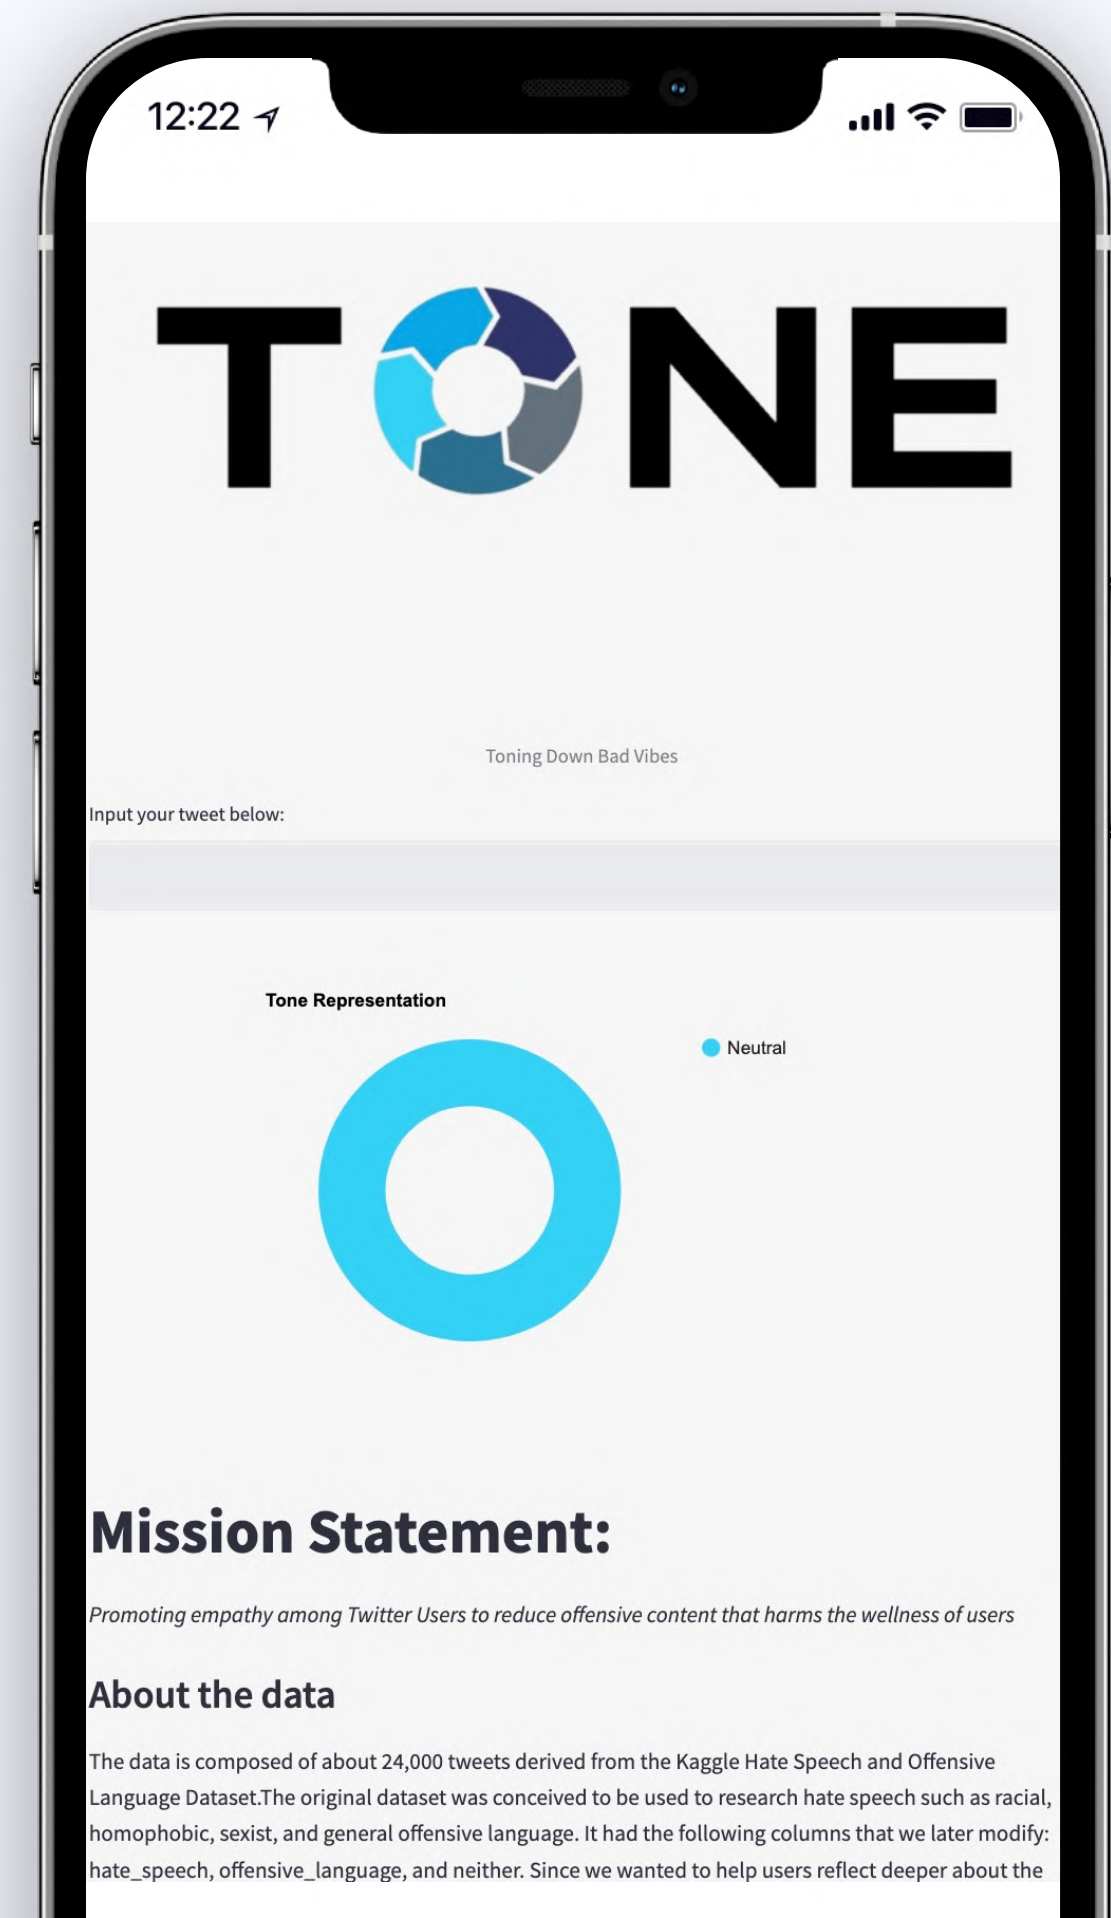 12:22
TONE
Toning Down Bad Vibes
Input your tweet below:
Tone Representation
Neutral
Mission Statement:
Promoting empathy among Twitter Users to reduce offensive content that harms the wellness of users
About the data
The data is composed of about 24,000 tweets derived from the Kaggle Hate Speech and Offensive
Language Dataset.The original dataset was conceived to be used to research hate speech such as racial,
homophobic, sexist, and general offensive language. It had the following columns that we later modify:
hate_speech, offensive_language, and neither. Since we wanted to help users reflect deeper about the